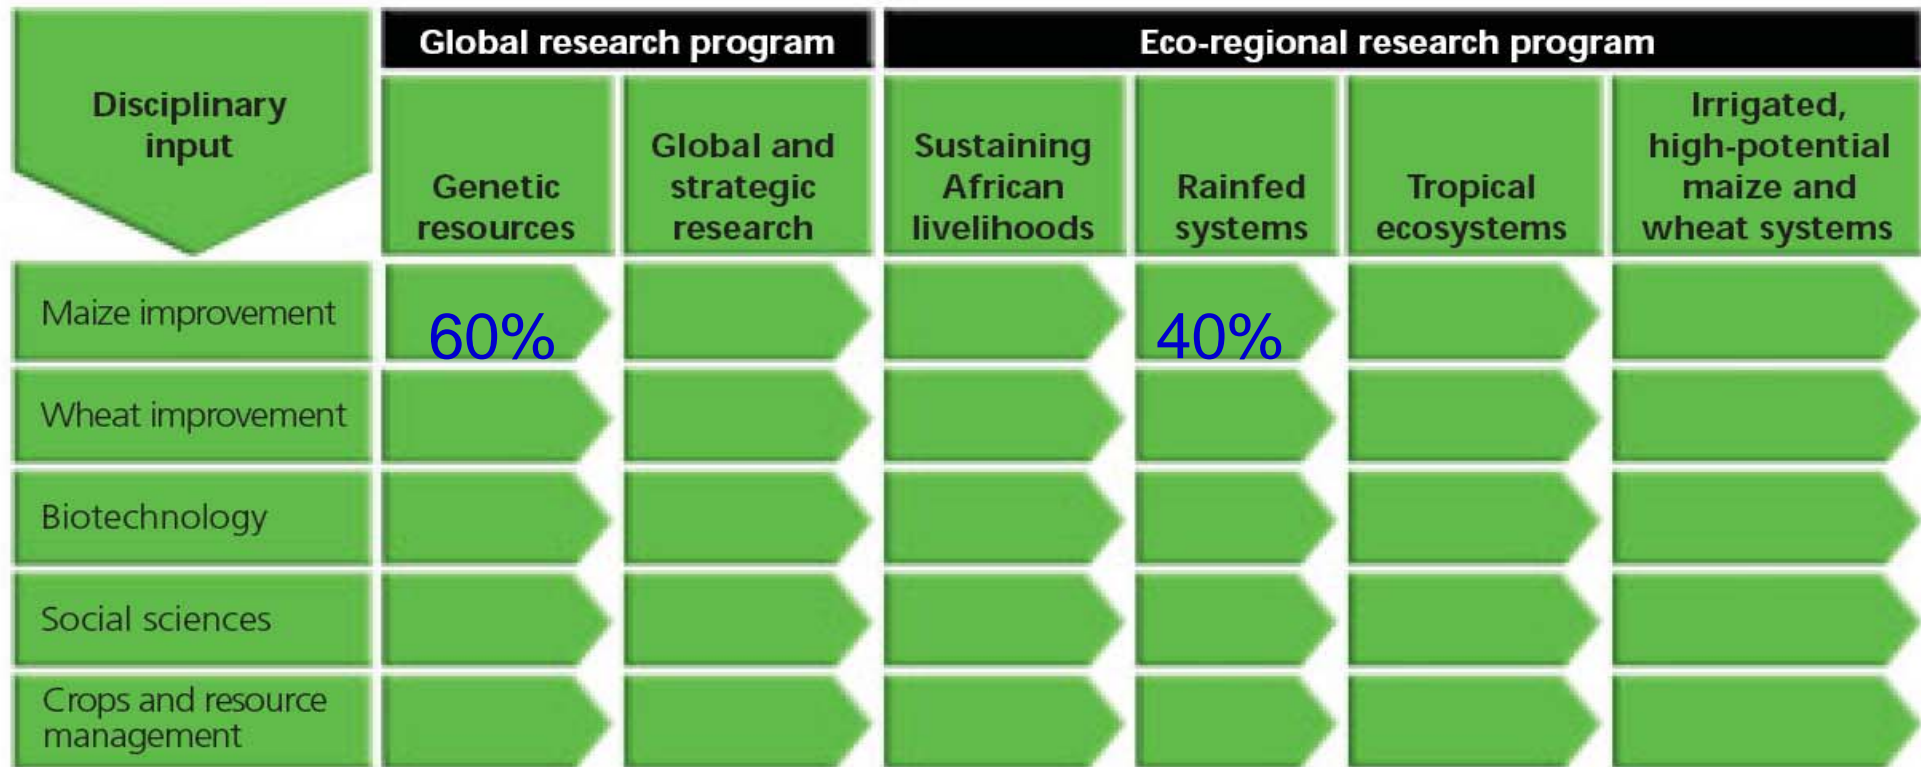 Disciplinary
input
Global research program
Eco-regional research program
Genetic
resources
Global and
strategic
research
Sustaining
African
livelihoods
Rainfed
systems
Tropical
ecosystems
Irrigated,
high-potential
maize and
wheat systems
Maize improvement
60%
40%
Wheat improvement
Biotechnology
Social sciences
Crops and resource
management